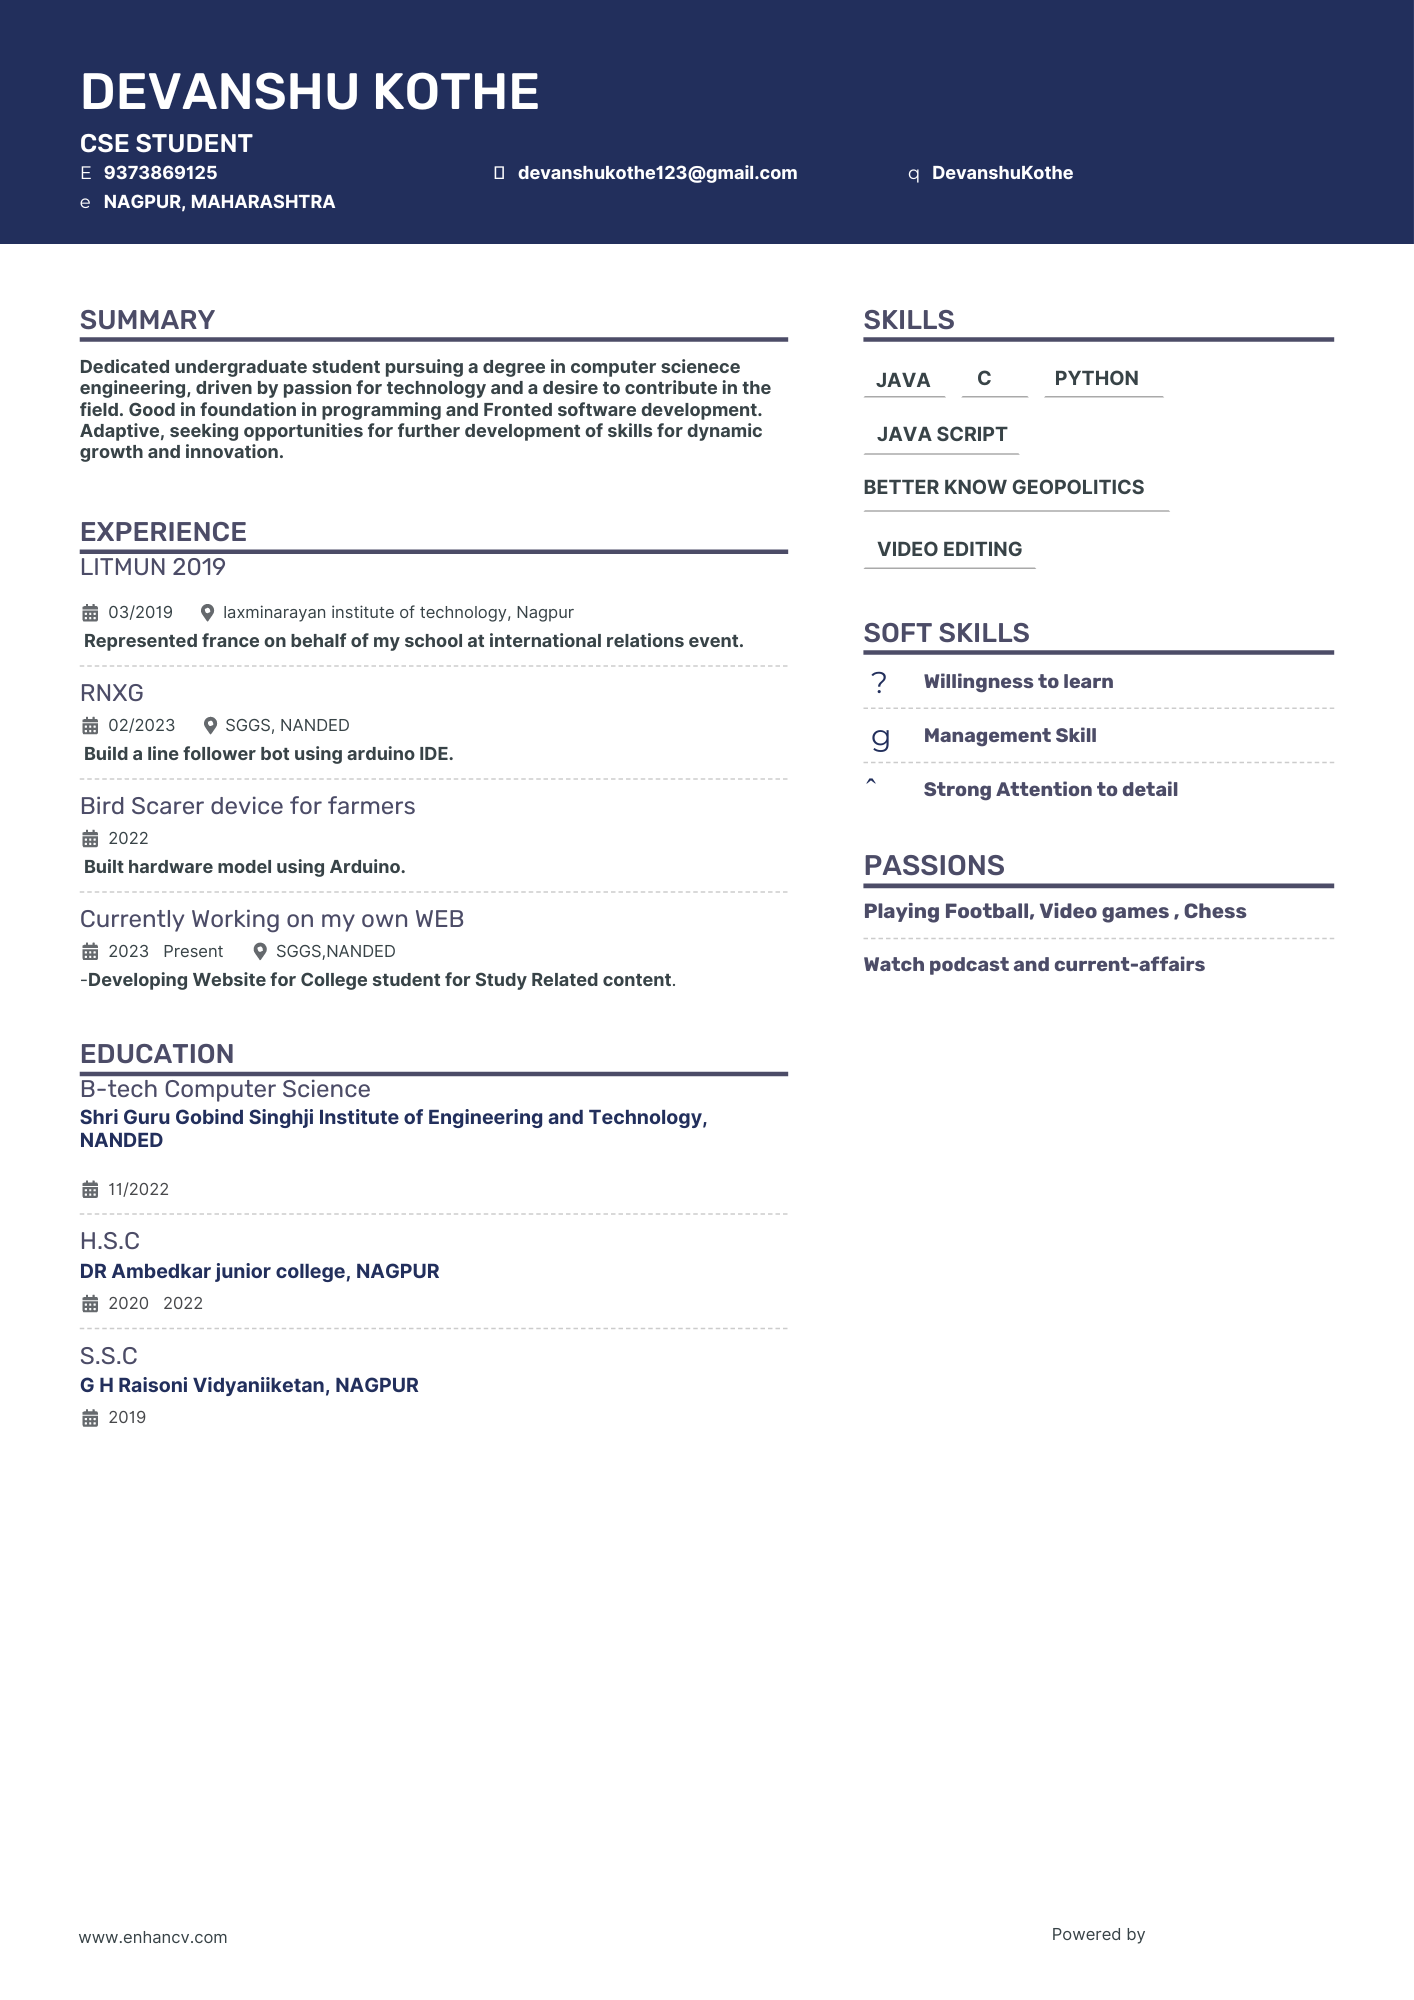 DEVANSHU KOTHE
CSE STUDENT
E 9373869125
devanshukothe123@gmail.com
q DevanshuKothe
e NAGPUR, MAHARASHTRA
SUMMARY
Dedicated undergraduate student pursuing a degree in computer scienece
engineering, driven by passion for technology and a desire to contribute in the
field. Good in foundation in programming and Fronted software development.
Adaptive, seeking opportunities for further development of skills for dynamic
growth and innovation.
EXPERIENCE
LITMUN 2019
03/2019 laxminarayan institute of technology, Nagpur
Represented france on behalf of my school at international relations event.
RNXG
02/2023 SGGS, NANDED
Build a line follower bot using arduino IDE.
Bird Scarer device for farmers
2022
Built hardware model using Arduino.
Currently Working on my own WEB
2023 Present SGGS,NANDED
-Developing Website for College student for Study Related content.
EDUCATION
B-tech Computer Science
Shri Guru Gobind Singhji Institute of Engineering and Technology,
NANDED
11/2022
H.S.C
DR Ambedkar junior college, NAGPUR
2020 2022
S.S.C
G H Raisoni Vidyaniiketan, NAGPUR
2019
SKILLS
JAVA C PYTHON
JAVA SCRIPT
BETTER KNOW GEOPOLITICS
VIDEO EDITING
SOFT SKILLS
? Willingness to learn
g Management Skill
^ Strong Attention to detail
PASSIONS
Playing Football, Video games , Chess
Watch podcast and current-affairs
www.enhancv.com
Powered by